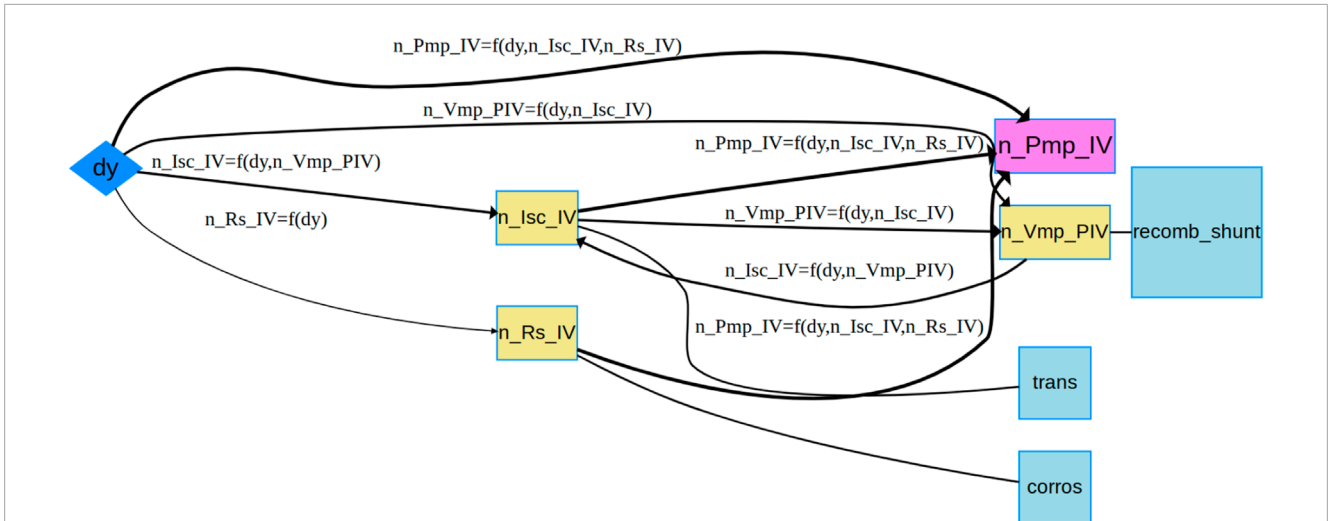 n_Pmp_IV=f(dy,n_Isc_IV,n_Rs_IV)
n_Vmp_PIV=f(dy,n_Isc_IV)
n_Pmp_IV=f(dy,n_Isc_IV,n_Rs_IV)
n_Pmp_IV
dy
n_Isc_IV=f(dy,n_Vmp_PIV)
n_Rs_IV=f(dy)
n_Isc_IV
n_Vmp_PIV=f(dy,n_Isc_IV)
n_Vmp_PIV
recomb_shunt
n_Isc_IV=f(dy,n_Vmp_PIV)
n_Rs_IV
n_Pmp_IV=f(dy,n_Isc_IV,n_Rs_IV)
trans
corros